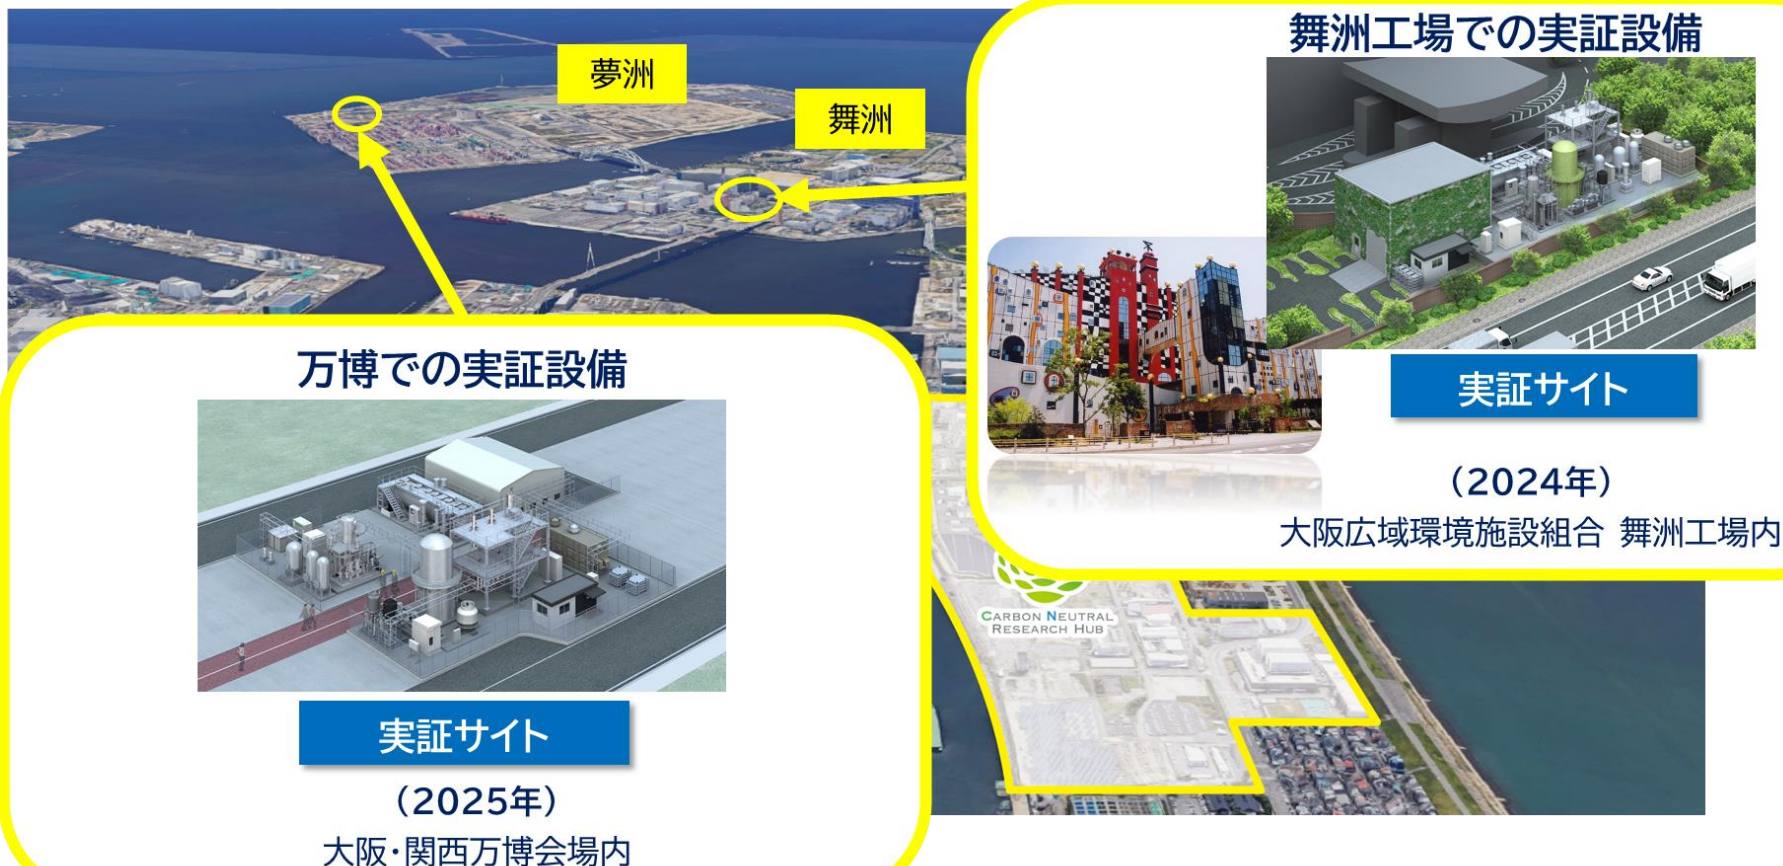 舞洲工場での実証設備
夢洲
舞洲
万博での実証設備
実証サイト
（2024年）
大阪広域環境施設組合 舞洲工場内
CARBON NEUTRAL
RESEARCH HUB
実証サイト
（2025年）
大阪・関西万博会場内